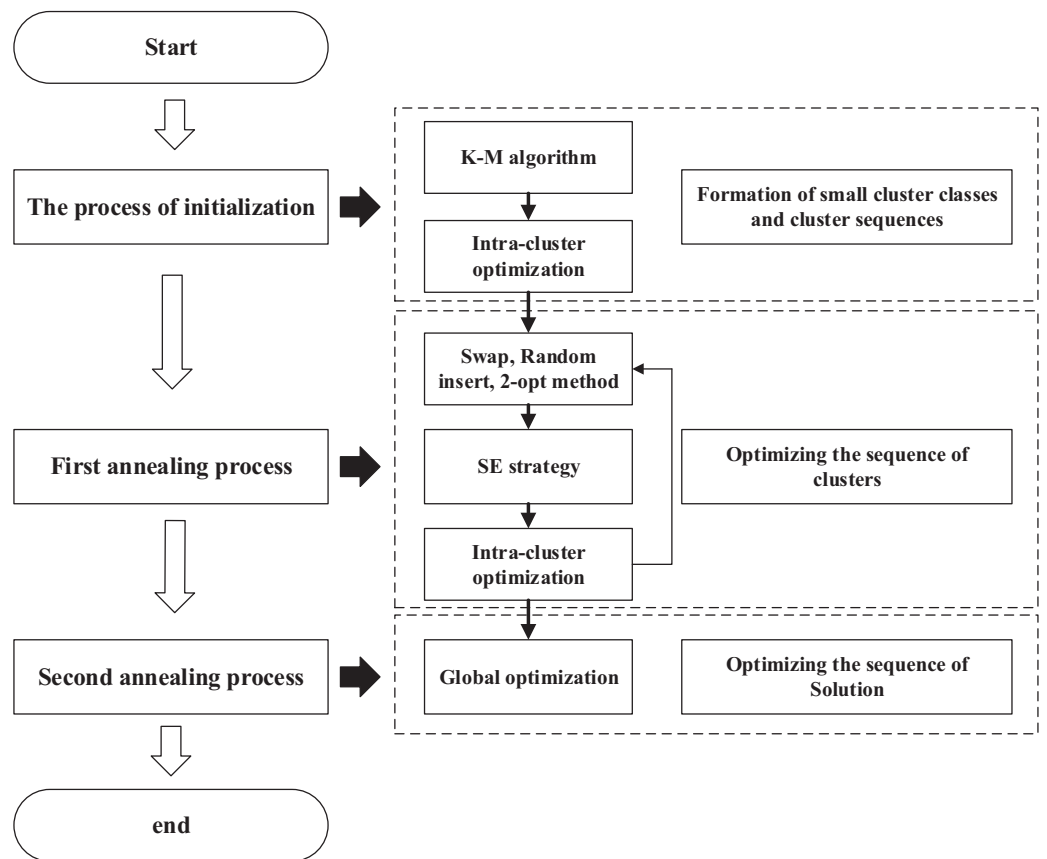 Start
The process of initialization
K-M algorithm
Intra-cluster
optimization
Formation of small cluster classes
and cluster sequences
First annealing process
Swap, Random
insert, 2-opt method
SE strategy
Intra-cluster
optimization
Optimizing the sequence of
clusters
Second annealing process
Global optimization
Optimizing the sequence of
Solution
end